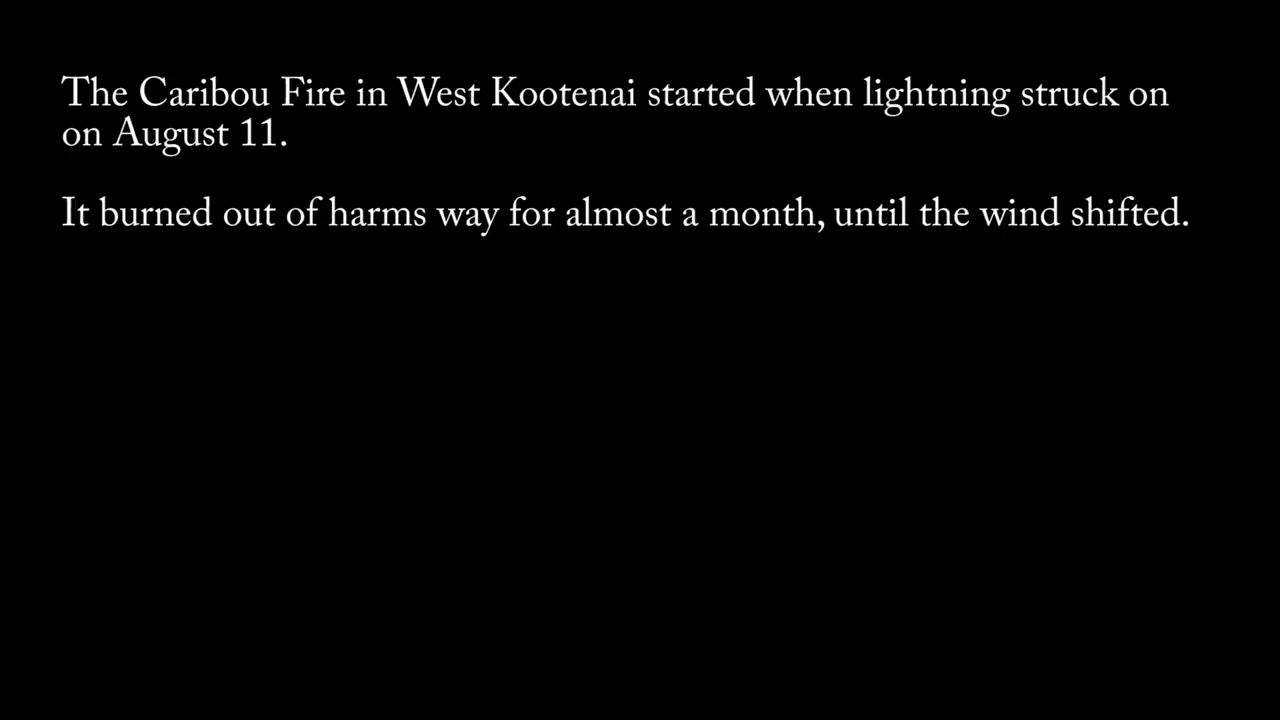 The Caribou Fire in West Kootenai started when lightning struck on
on August 11.
It burned out of harms way for almost a month, until the wind shifted.